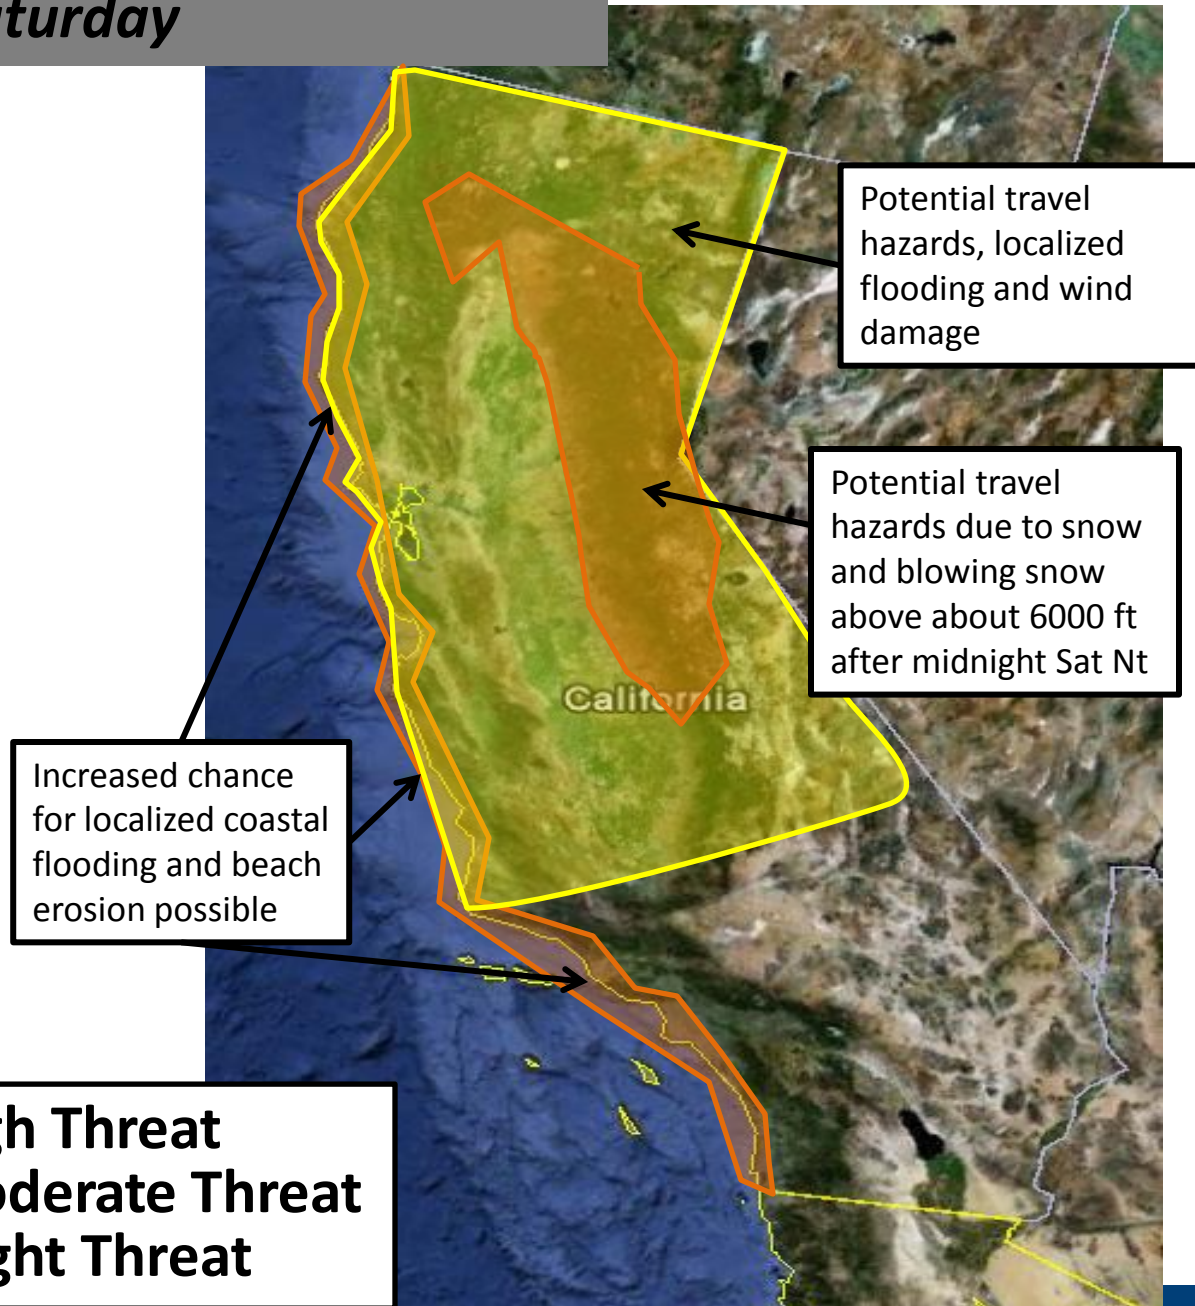 aturday
Potential travel
hazards, localized
flooding and wind
damage
Potential travel
hazards due to snow
and blowing snow
above about 6000 ft
after midnight Sat Nt
California
Increased chance
for localized coastal
flooding and beach
erosion possible
gh Threat
oderate Threat
ght Threat